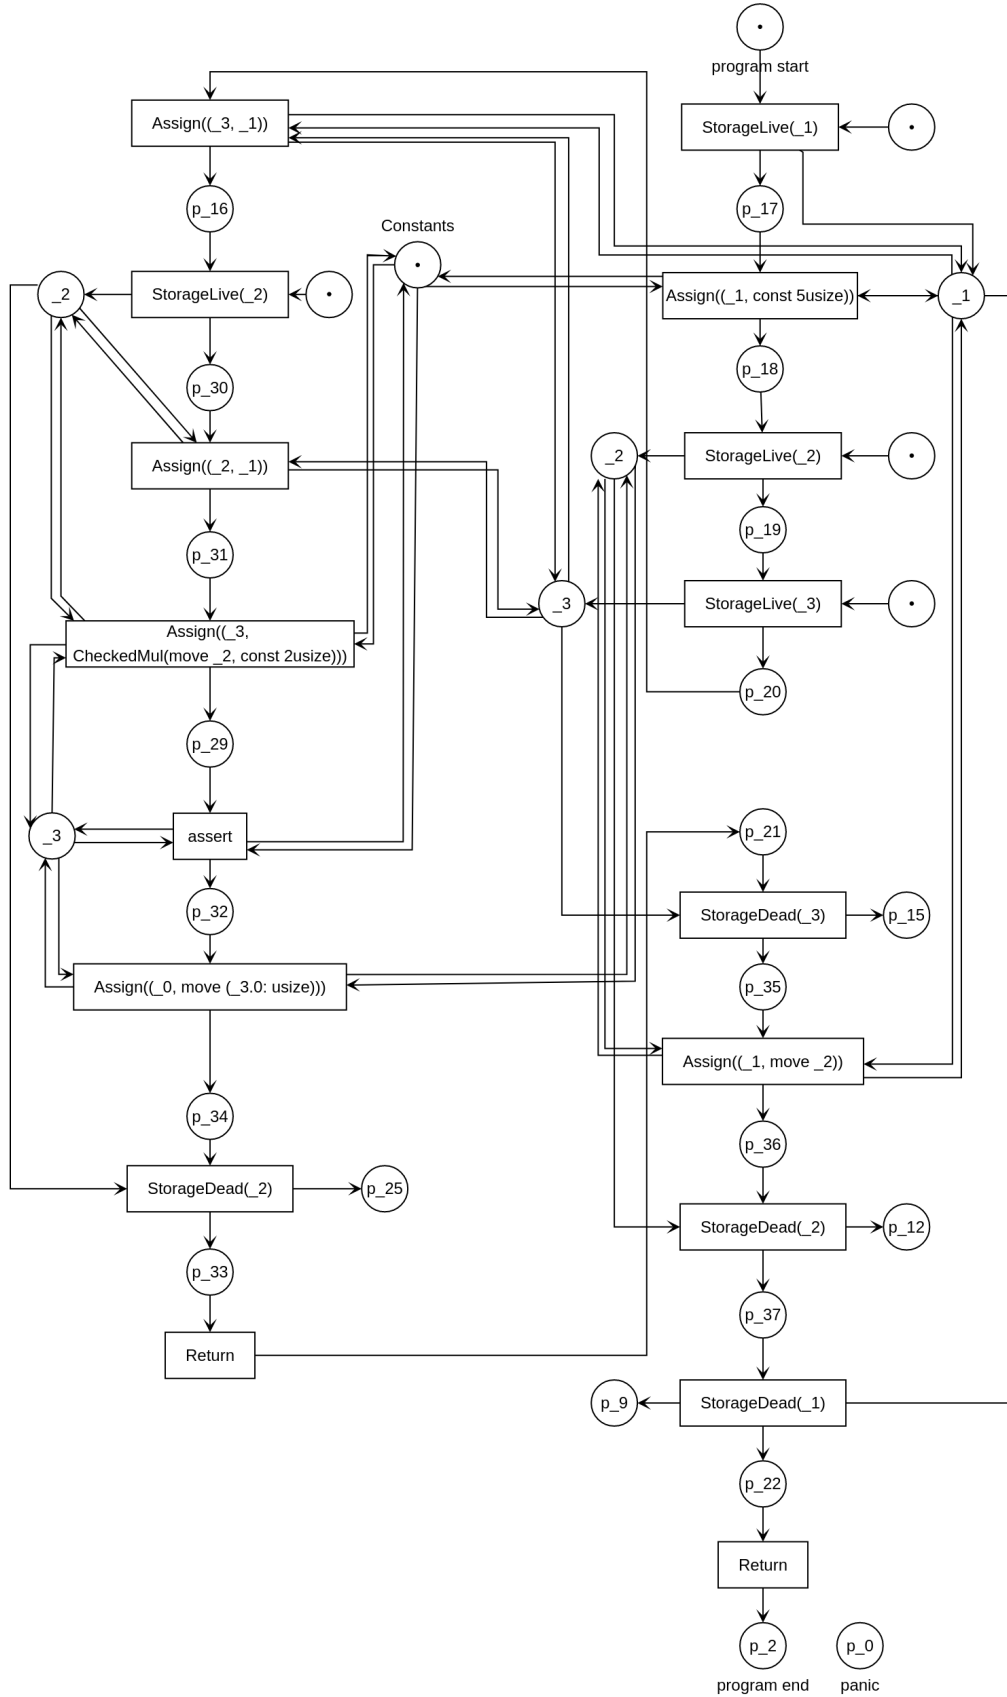 program start
Assign((_3, _1))
StorageLive(_1)
p_16
p_17
Constants
_2
StorageLive(_2)
Assign((_1, const 5usize))
_1
p_18
p_30
Assign((_2, _1))
_2
StorageLive(_2)
p_19
p_31
_3
StorageLive(_3)
Assign((_3,
CheckedMul(move _2, const 2usize)))
p_20
p_29
_3
assert
p_21
p_32
StorageDead(_3)
p_15
Assign((_0, move (_3.0: usize)))
p_35
Assign((_1, move _2))
p_34
p_36
StorageDead(_2)
p_25
StorageDead(_2)
p_12
p_33
p_37
Return
p_9
StorageDead(_1)
p_22
Return
p_2
p_0
program end
panic